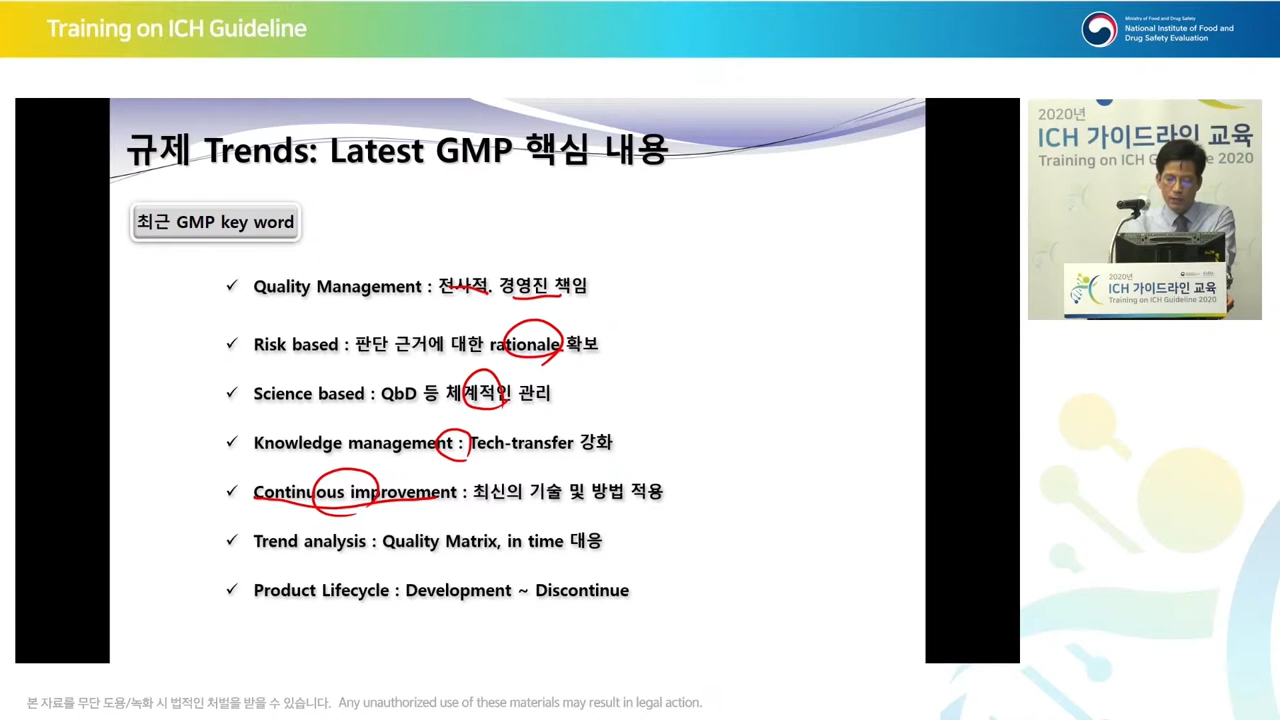 Training on ICH Guideline
Ministry of Food and Drug Safety
National Institute of Food and
Drug Safety Evaluation
규제 Trends: Latest GMP 핵심 내용
최근 GMP key word
✓ Quality Management : 전사적. 경영진 책임
✓ Risk based : 판단 근거에 대한 rationale 확보
✓ Science based : QbD 등 체계적인 관리
✓ Knowledge management : Tech-transfer 강화
✓ Continuous improvement : 최신의 기술 및 방법 적용
✓ Trend analysis : Quality Matrix, in time 대응
✓ Product Lifecycle : Development ~ Discontinue
2020년
ICH 가이드라인 교육
Training on ICH Guideline 2020
2020년
ICH 가이드라인 교육
Training on ICH Guideline 2020
본 자료를 무단 도용/녹화 시 법적인 처벌을 받을 수 있습니다. Any unauthorized use of these materials may result in legal action.